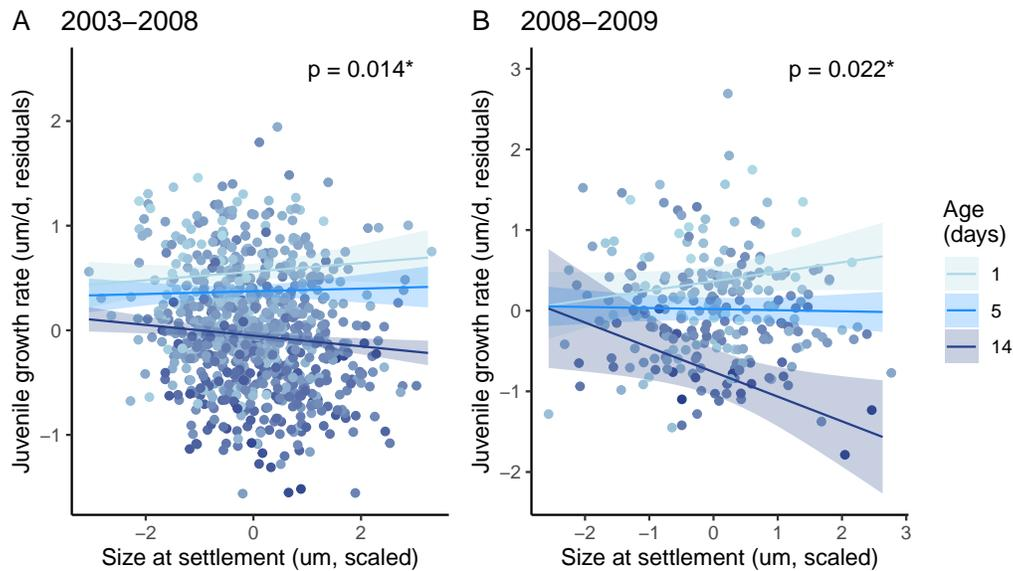 A 2003–2008
p = 0.014*
2
1
0
−1
−2 0 2
Juvenile growth rate (um/d, residuals)
Size at settlement (um, scaled)
B 2008–2009
p = 0.022*
3
2
1
0
−1
−2
−2 −1 0 1 2 3
Juvenile growth rate (um/d, residuals)
Size at settlement (um, scaled)
Age
(days)
1
5
14